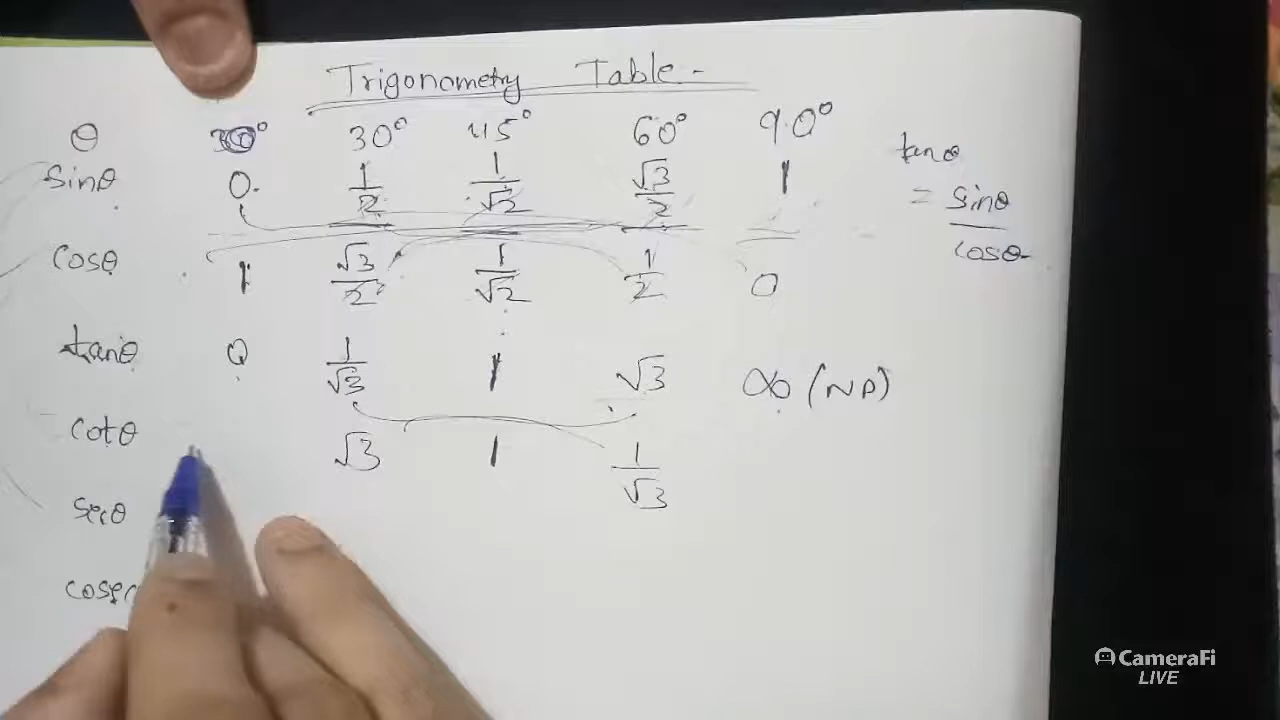 Trigonometry Table -
θ 0° 30° 45° 60° 90°
sinθ 0 1/2 1/√2 √3/2 1
cosθ 1 √3/2 1/√2 1/2 0
tanθ 0 1/√3 1 √3 ∞ (ND)
cotθ √3 1 1/√3
secθ
cosec
tanθ
= sinθ
cosθ
CameraFi
LIVE